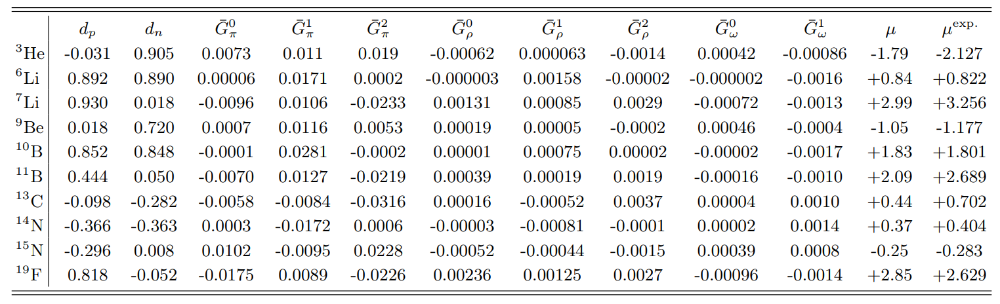 dₚ dₙ Ḡ⁰_π Ḡ¹_π Ḡ²_π Ḡ⁰_ρ Ḡ¹_ρ Ḡ²_ρ Ḡ⁰_ω Ḡ¹_ω μ μ^exp.
³He -0.031 0.905 0.0073 0.011 0.019 -0.00062 0.000063 -0.0014 0.00042 -0.00086 -1.79 -2.127
⁶Li 0.892 0.890 0.00006 0.0171 0.0002 -0.000003 0.00158 -0.00002 -0.000002 -0.0016 +0.84 +0.822
⁷Li 0.930 0.018 -0.0096 0.0106 -0.0233 0.00131 0.00085 0.0029 -0.00072 -0.0013 +2.99 +3.256
⁹Be 0.018 0.720 0.0007 0.0116 0.0053 0.00019 0.00005 -0.0002 0.00046 -0.0004 -1.05 -1.177
¹⁰B 0.852 0.848 -0.0001 0.0281 -0.0002 0.00001 0.00075 0.00002 -0.00002 -0.0017 +1.83 +1.801
¹¹B 0.444 0.050 -0.0070 0.0127 -0.0219 0.00039 0.00019 0.0019 -0.00016 -0.0010 +2.09 +2.689
¹³C -0.098 -0.282 -0.0058 -0.0084 -0.0316 0.00016 -0.00052 0.0037 0.00004 0.0010 +0.44 +0.702
¹⁴N -0.366 -0.363 0.0003 -0.0172 0.0006 -0.00003 -0.00081 -0.0001 0.00002 0.0014 +0.37 +0.404
¹⁵N -0.296 0.008 0.0102 -0.0095 0.0228 -0.00052 -0.00044 -0.0015 0.00039 0.0008 -0.25 -0.283
¹⁹F 0.818 -0.052 -0.0175 0.0089 -0.0226 0.00236 0.00125 0.0027 -0.00096 -0.0014 +2.85 +2.629